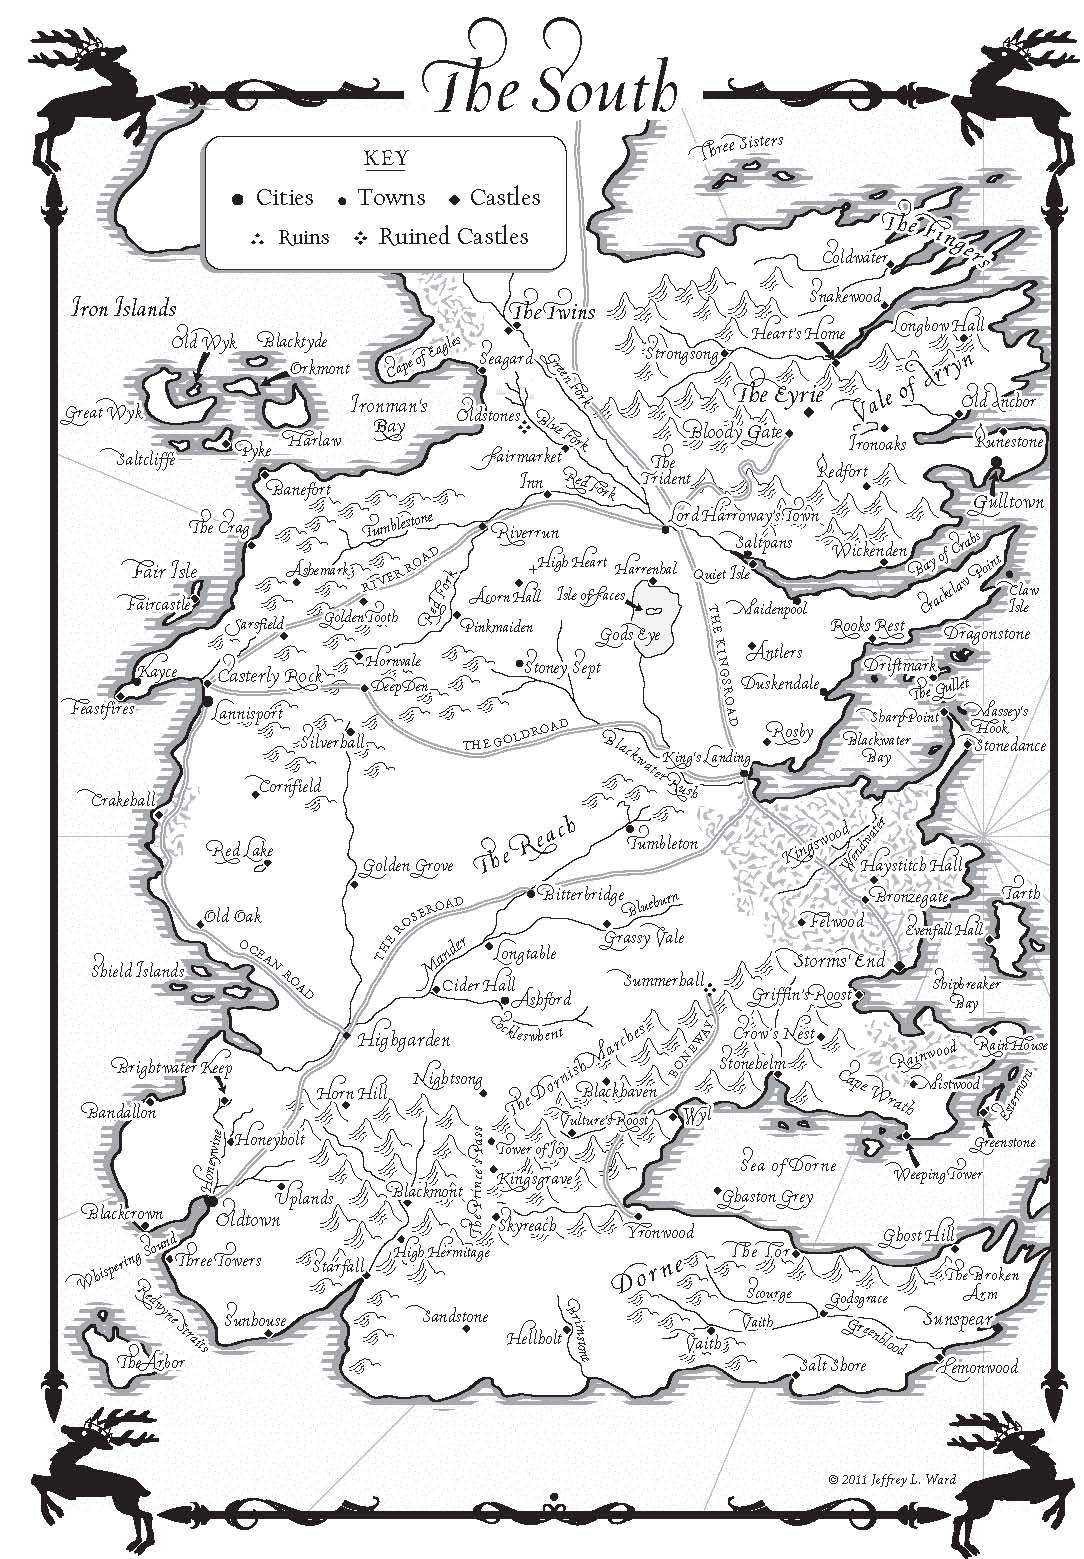 The South
KEY
Cities
Towns
Castles
Ruins
Ruined Castles
Three Sisters
The Fingers
Coldwater
Snakewood
Iron Islands
The Twins
Heart's Home
Longbow Hall
Old Wyk
Blacktyde
Orkmont
Cape of Eagles
Seagard
Green Fork
Strongsong
The Eyrie
Vale of Arryn
Great Wyk
Ironman's
Bay
Oldstones
Blue Fork
Old Anchor
Harlaw
Bloody Gate
Ironoaks
Runestone
Saltcliffe
Pyke
Fairmarket
The
Trident
Redfort
Banefort
Inn
Red Fork
Gulltown
The Crag
Tumblestone
Riverrun
Lord Harroway's Town
Saltpans
Wickenden
Bay of Crabs
Fair Isle
Ashemark
RIVER ROAD
High Heart
Harrenhal
Quiet Isle
Crackclaw Point
Claw
Isle
Faircastle
Golden Tooth
Red Fork
Acorn Hall
Isle of Faces
Maidenpool
Sarsfield
Pinkmaiden
Gods Eye
THE KINGSROAD
Rooks Rest
Dragonstone
Kayce
Casterly Rock
Hornvale
Stoney Sept
Antlers
Driftmark
Feastfires
Deep Den
Duskendale
The Gullet
Lannisport
Sharp Point
Massey's
Hook
Silverhall
THE GOLDROAD
Blackwater Rush
Rosby
Blackwater
Bay
Stonedance
King's Landing
Cornfield
Crakehall
The Reach
Kingswood
Wendwater
Red Lake
Tumbleton
Golden Grove
Haystitch Hall
Bitterbridge
Bronzegate
Tarth
Old Oak
THE ROSEROAD
Blueburn
Felwood
Evenfall Hall
OCEAN ROAD
Mander
Grassy Vale
Longtable
Storms' End
Shield Islands
Cider Hall
Ashford
Summerhall
Griffin's Roost
Shipbreaker
Bay
Cockleswhent
Highgarden
Crow's Nest
Rain House
Rainwood
The Dornish Marches
BONEWAY
Stonehelm
Brightwater Keep
Nightsong
Blackhaven
Cape Wrath
Mistwood
Estermont
Bandallon
Horn Hill
Vulture's Roost
Wyl
Honeyholt
Greenstone
Honeywine
The Prince's Pass
Tower of Joy
Sea of Dorne
Weeping Tower
Kingsgrave
Uplands
Blackmont
Ghaston Grey
Blackcrown
Oldtown
Skyreach
Yronwood
Whispering Sound
Three Towers
High Hermitage
The Tor
Ghost Hill
Starfall
Dorne
The Broken
Arm
Redwyne Straits
Scourge
Godsgrace
Sunhouse
Sandstone
Brimstone
Vaith
Greenblood
Sunspear
Hellholt
Vaith
The Arbor
Salt Shore
Lemonwood
© 2011 Jeffrey L. Ward